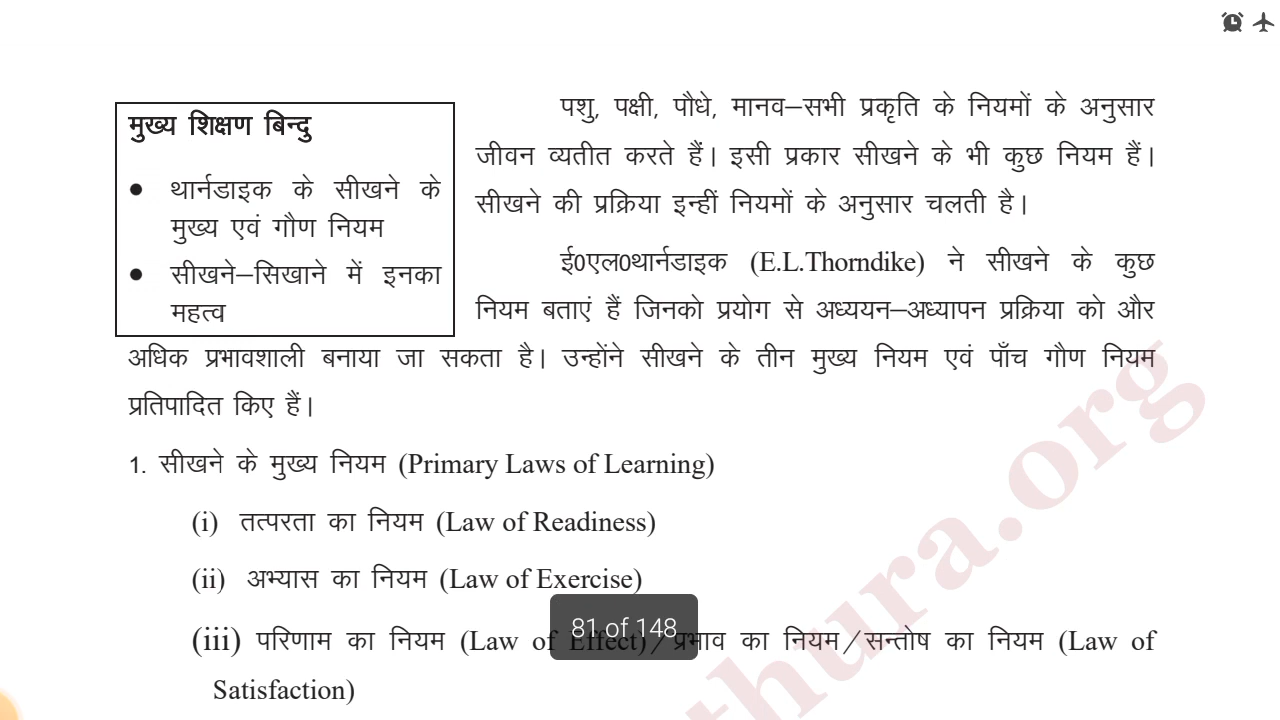 मुख्य शिक्षण बिन्दु
• थार्नडाइक के सीखने के
मुख्य एवं गौण नियम
• सीखने–सिखाने में इनका
महत्व
पशु, पक्षी, पौधे, मानव–सभी प्रकृति के नियमों के अनुसार
जीवन व्यतीत करते हैं। इसी प्रकार सीखने के भी कुछ नियम हैं।
सीखने की प्रक्रिया इन्हीं नियमों के अनुसार चलती है।
ई0एल0थार्नडाइक (E.L.Thorndike) ने सीखने के कुछ
नियम बताएं हैं जिनको प्रयोग से अध्ययन–अध्यापन प्रक्रिया को और
अधिक प्रभावशाली बनाया जा सकता है। उन्होंने सीखने के तीन मुख्य नियम एवं पाँच गौण नियम
प्रतिपादित किए हैं।
1. सीखने के मुख्य नियम (Primary Laws of Learning)
(i) तत्परता का नियम (Law of Readiness)
(ii) अभ्यास का नियम (Law of Exercise)
(iii) परिणाम का नियम (Law of Effect)/प्रभाव का नियम/सन्तोष का नियम (Law of
Satisfaction)
81 of 148
thura.org